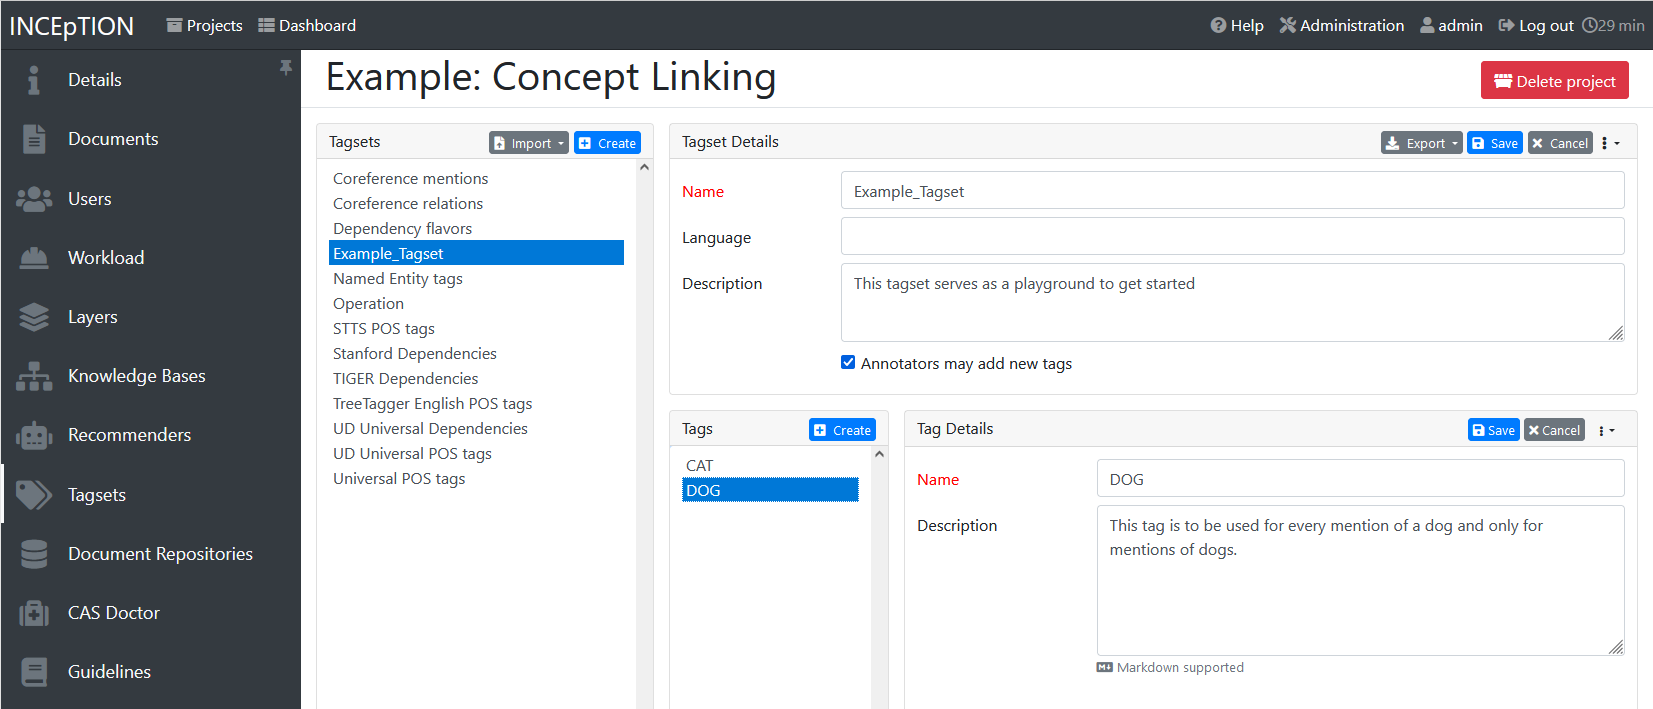 INCEpTION Projects Dashboard Help Administration admin Log out 29 min
Details
Documents
Users
Workload
Layers
Knowledge Bases
Recommenders
Tagsets
Document Repositories
CAS Doctor
Guidelines
Example: Concept Linking
Delete project
Tagsets Import Create
Coreference mentions
Coreference relations
Dependency flavors
Example_Tagset
Named Entity tags
Operation
STTS POS tags
Stanford Dependencies
TIGER Dependencies
TreeTagger English POS tags
UD Universal Dependencies
UD Universal POS tags
Universal POS tags
Tagset Details Export Save Cancel
Name Example_Tagset
Language
Description This tagset serves as a playground to get started
Annotators may add new tags
Tags Create
CAT
DOG
Tag Details Save Cancel
Name DOG
Description This tag is to be used for every mention of a dog and only for
mentions of dogs.
Markdown supported